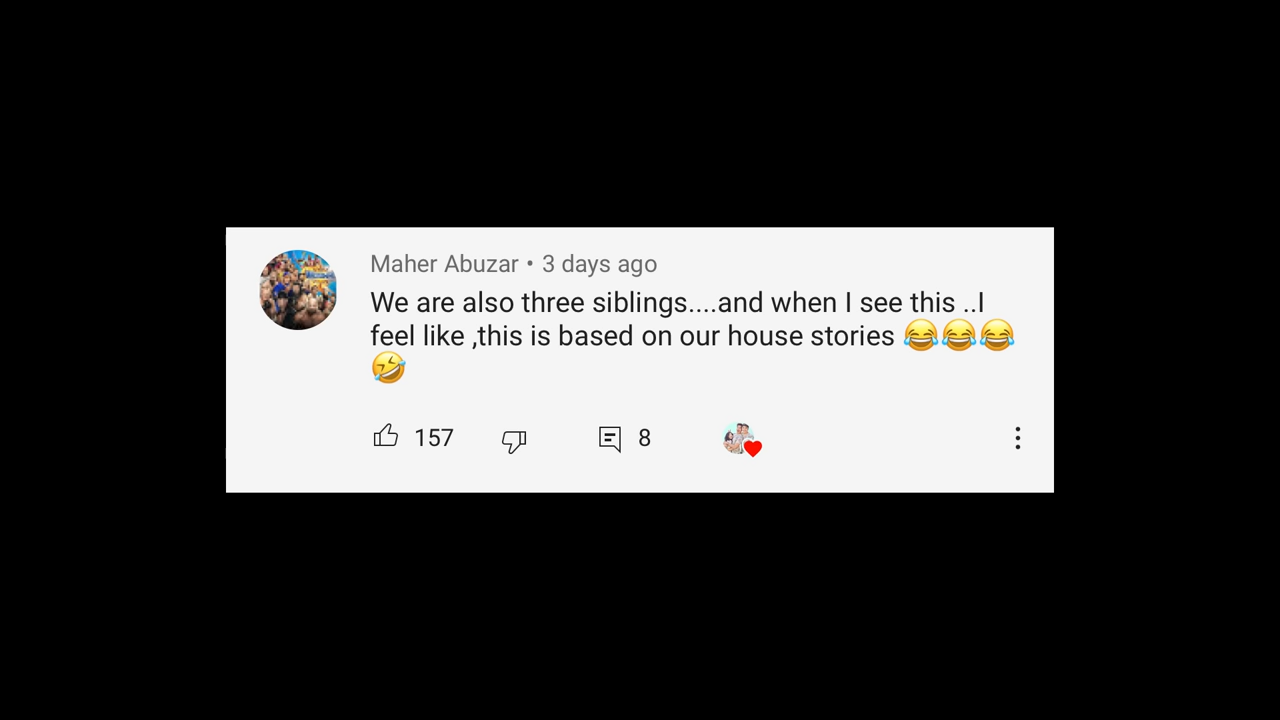 Maher Abuzar • 3 days ago
We are also three siblings....and when I see this ..I
feel like ,this is based on our house stories 😂😂😂
🤣
157 8